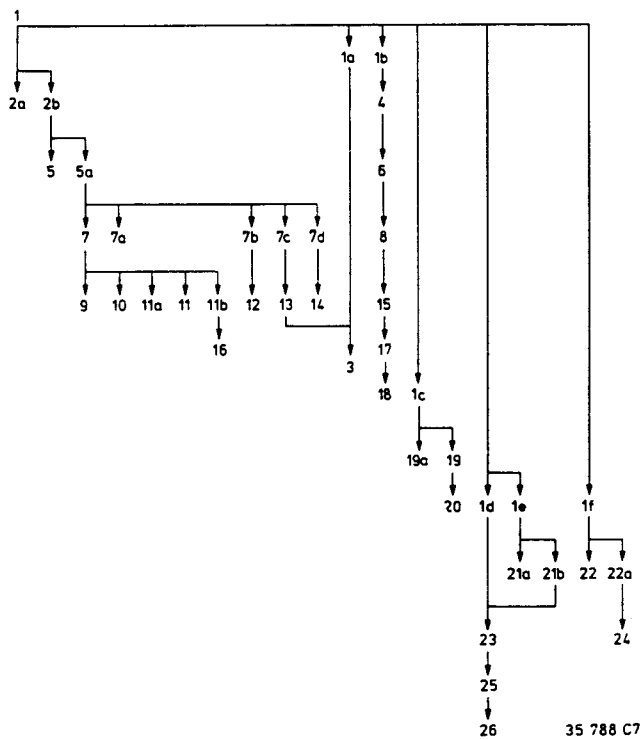 1
1a 1b
2a 2b 4
5 5a 6
7 7a 7b 7c 7d 8
9 10 11a 11 11b 12 13 14 15
16 17
3
18 1c
19a 19
20 1d 1e 1f
21a 21b 22 22a
23 24
25
26 35 788 C7